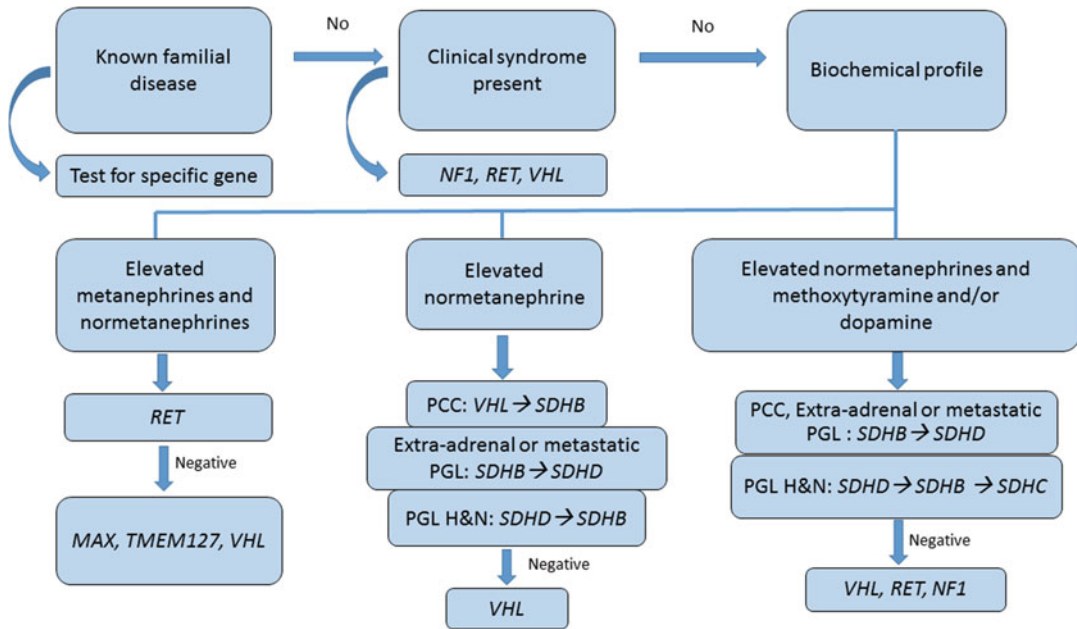 No
No
Known familial
disease
Clinical syndrome
present
Biochemical profile
Test for specific gene
NF1, RET, VHL
Elevated
metanephrines and
normetanephrines
Elevated
normetanephrine
Elevated normetanephrines and
methoxytyramine and/or
dopamine
RET
Negative
MAX, TMEM127, VHL
PCC: VHL → SDHB
Extra-adrenal or metastatic
PGL: SDHB → SDHD
PGL H&N: SDHD → SDHB
Negative
VHL
PCC, Extra-adrenal or metastatic
PGL : SDHB → SDHD
PGL H&N: SDHD → SDHB → SDHC
Negative
VHL, RET, NF1